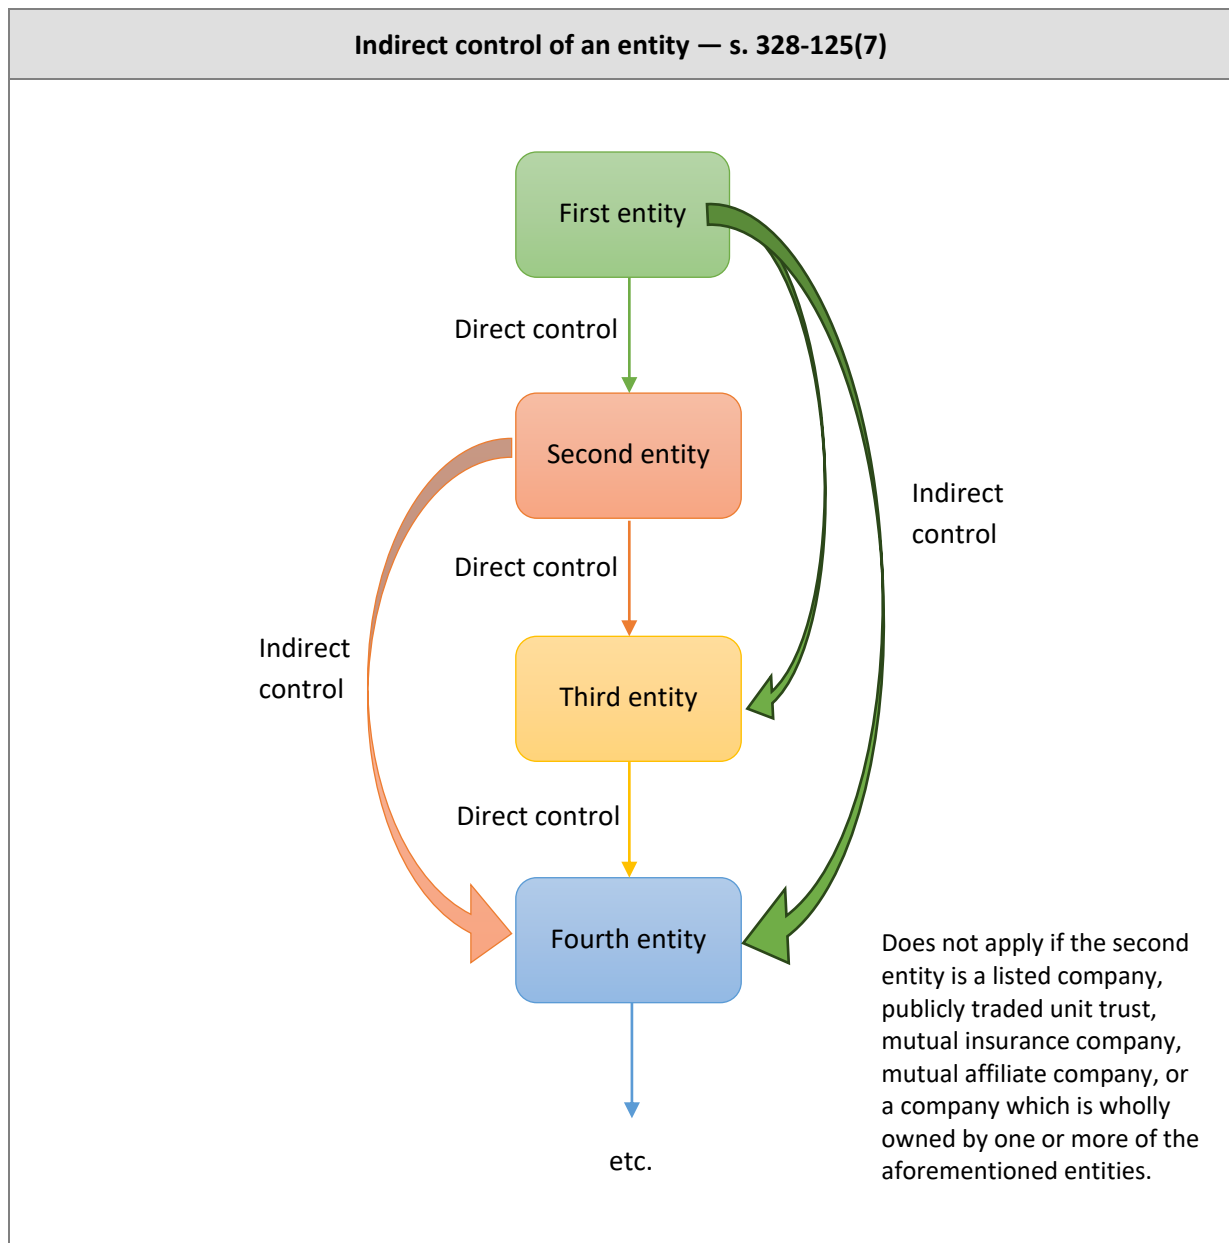 Indirect control of an entity — s. 328-125(7)
First entity
Direct control
Second entity
Indirect
control
Direct control
Indirect
control
Third entity
Direct control
Fourth entity
Does not apply if the second
entity is a listed company,
publicly traded unit trust,
mutual insurance company,
mutual affiliate company, or
a company which is wholly
owned by one or more of the
aforementioned entities.
etc.